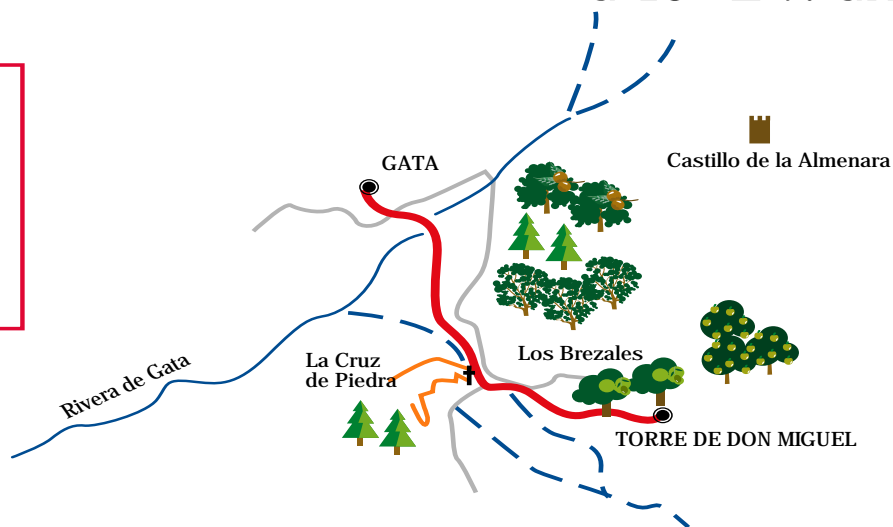 GATA
Castillo de la Almenara
Los Brezales
La Cruz
de Piedra
Rivera de Gata
TORRE DE DON MIGUEL